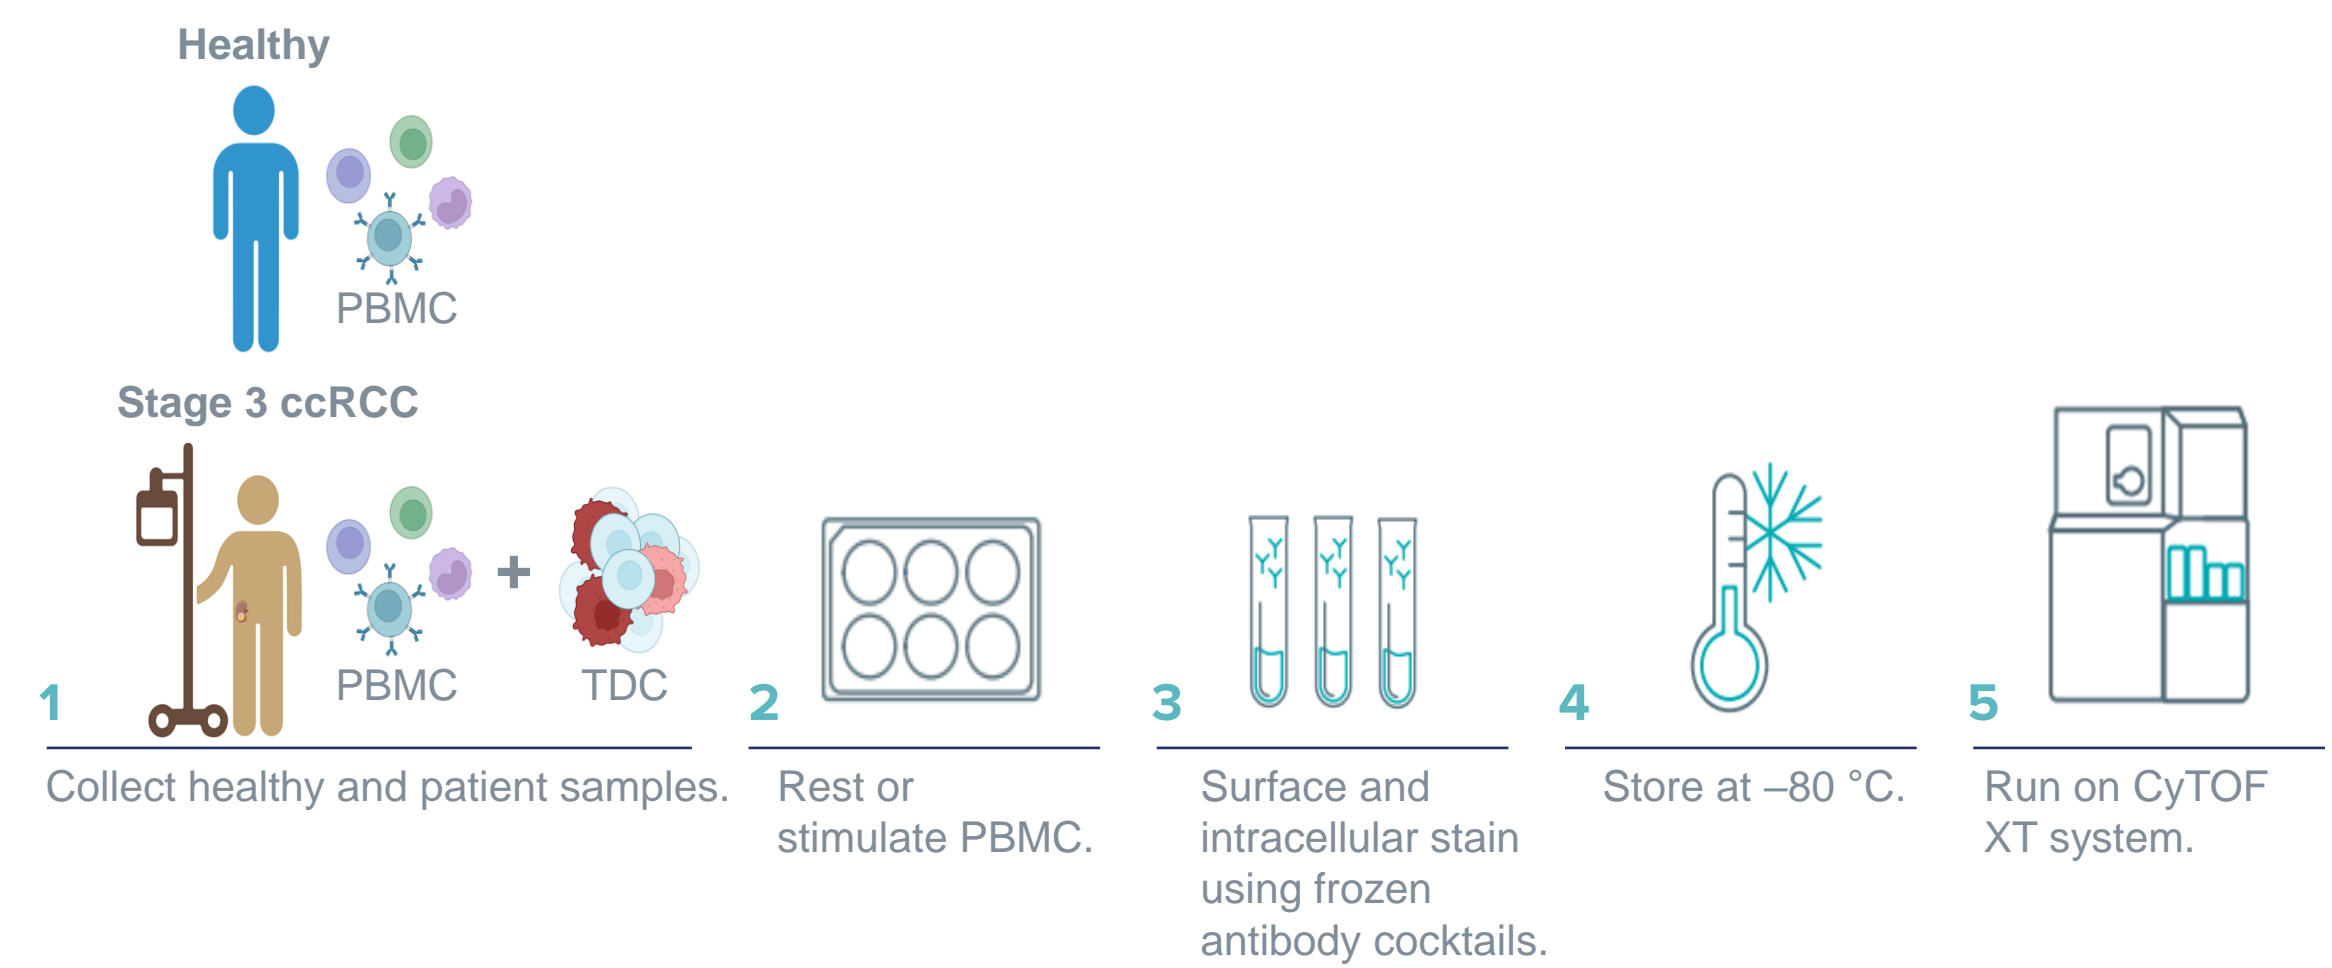 Healthy
PBMC
Stage 3 ccRCC
PBMC
+
TDC
1
Collect healthy and patient samples.
2
Rest or
stimulate PBMC.
3
Surface and
intracellular stain
using frozen
antibody cocktails.
4
Store at –80 °C.
5
Run on CyTOF
XT system.